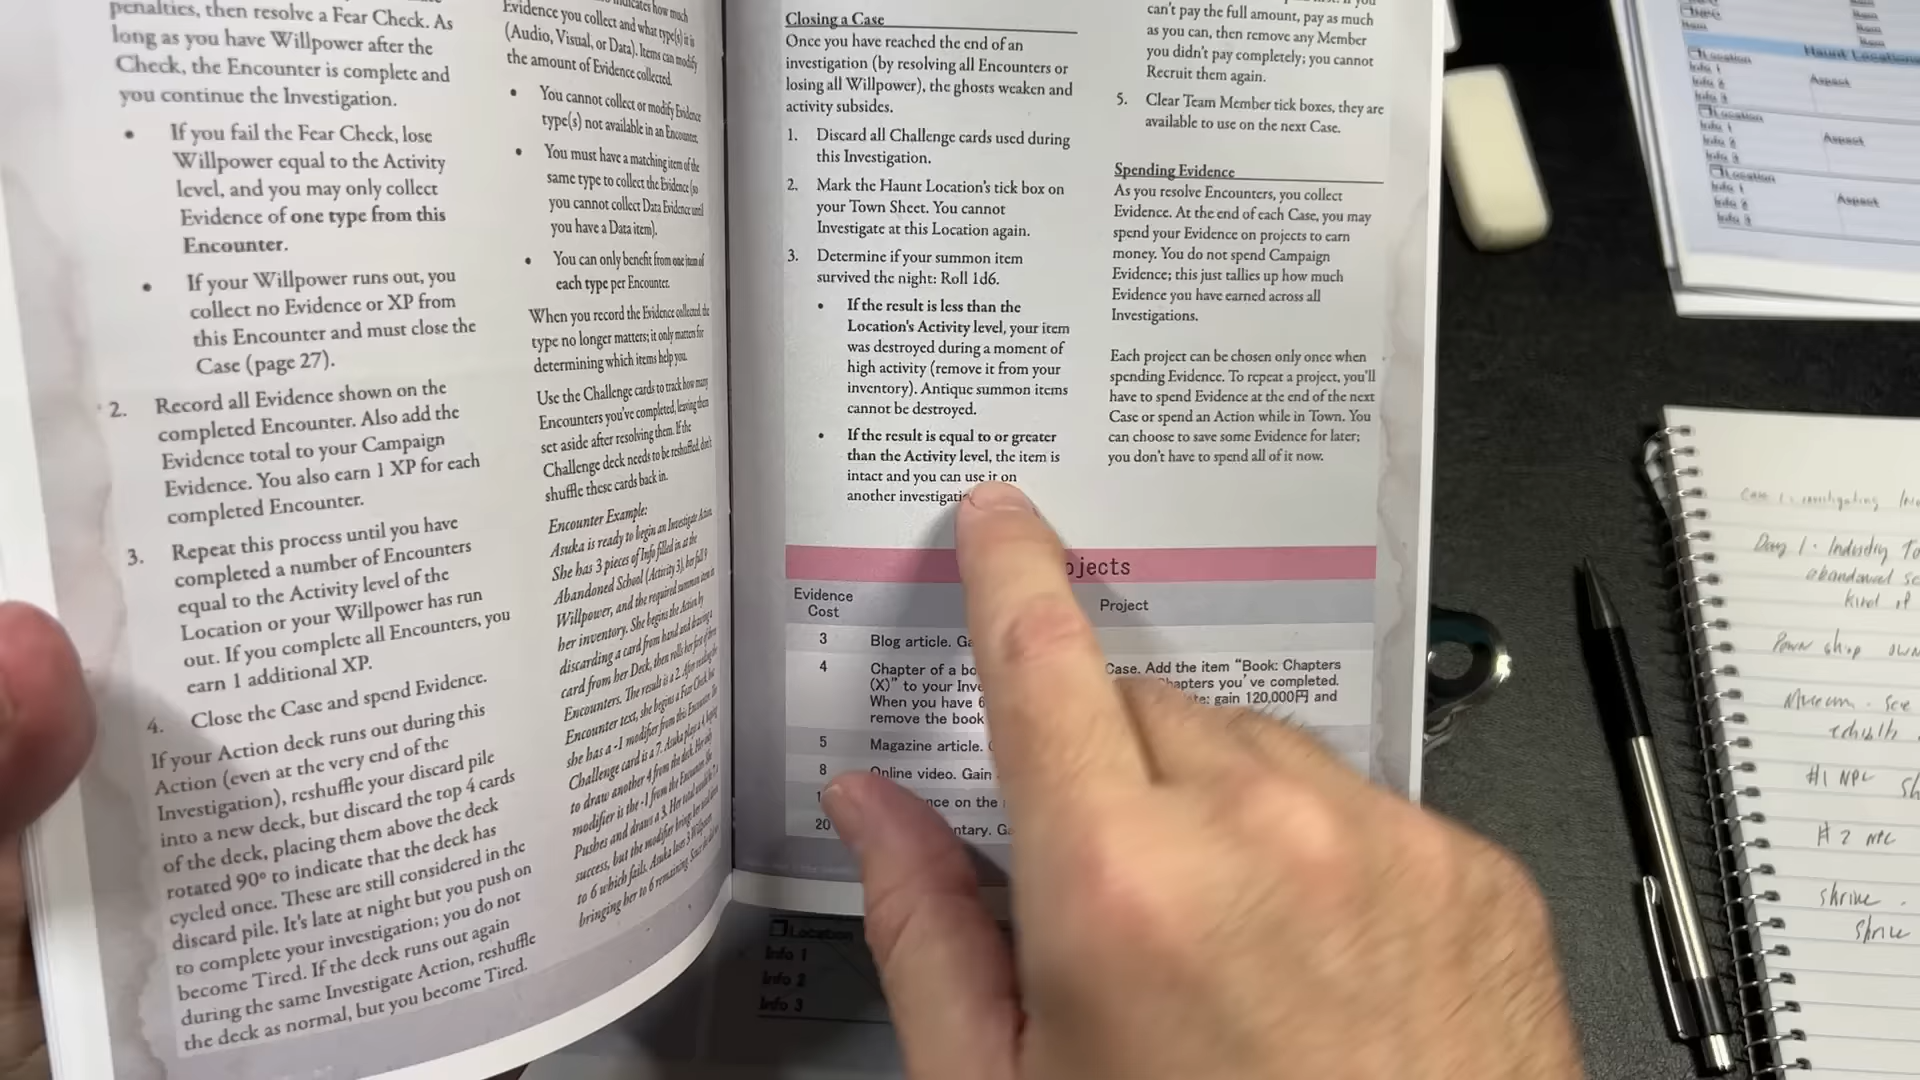 penalties, then resolve a Fear Check. As
long as you have Willpower after the
Check, the Encounter is complete and
you continue the Investigation.
• If you fail the Fear Check, lose
Willpower equal to the Activity
level, and you may only collect
Evidence of one type from this
Encounter.
• If your Willpower runs out, you
collect no Evidence or XP from
this Encounter and must close the
Case (page 27).
2. Record all Evidence shown on the
completed Encounter. Also add the
Evidence total to your Campaign
Evidence. You also earn 1 XP for each
completed Encounter.
3. Repeat this process until you have
completed a number of Encounters
equal to the Activity level of the
Location or your Willpower has run
out. If you complete all Encounters, you
earn 1 additional XP.
4. Close the Case and spend Evidence.
If your Action deck runs out during this
Action (even at the very end of the
Investigation), reshuffle your discard pile
into a new deck, but discard the top 4 cards
of the deck, placing them above the deck
rotated 90° to indicate that the deck has
cycled once. These are still considered in the
discard pile. It's late at night but you push on
to complete your investigation; you do not
become Tired. If the deck runs out again
during the same Investigate Action, reshuffle
the deck as normal, but you become Tired.
indicates how much
Evidence you collect and what type(s) it is
(Audio, Visual, or Data). Items can modify
the amount of Evidence collected.
• You cannot collect or modify Evidence
type(s) not available in an Encounter.
• You must have a matching item of the
same type to collect the Evidence (so
you cannot collect Data Evidence until
you have a Data item).
• You can only benefit from one item of
each type per Encounter.
When you record the Evidence collected, the
type no longer matters; it only matters for
determining which items help you.
Use the Challenge cards to track how many
Encounters you've completed, leaving them
set aside after resolving them. If the
Challenge deck needs to be reshuffled, don't
shuffle these cards back in.
Encounter Example:
Asuka is ready to begin an Investigate Action.
She has 3 pieces of Info filled in at the
Abandoned School (Activity 3), her full 9
Willpower, and the required summon item in
her inventory. She begins the Action by
discarding a card from hand and drawing a
card from her Deck, then rolls her first of three
Encounters. The result is a 2. After reading the
Encounter text, she begins a Fear Check, but
she has a -1 modifier from this Encounter. The
Challenge card is a 7. Asuka plays a 4, hoping
to draw another 4 from the deck. Her only
modifier is the -1 from the Encounter. She
Pushes and draws a 3. Her total would be 7, a
success, but the modifier brings her total down
to 6 which fails. Asuka loses 3 Willpower,
bringing her to 6 remaining.
Closing a Case
Once you have reached the end of an
investigation (by resolving all Encounters or
losing all Willpower), the ghosts weaken and
activity subsides.
1. Discard all Challenge cards used during
this Investigation.
2. Mark the Haunt Location's tick box on
your Town Sheet. You cannot
Investigate at this Location again.
3. Determine if your summon item
survived the night: Roll 1d6.
• If the result is less than the
Location's Activity level, your item
was destroyed during a moment of
high activity (remove it from your
inventory). Antique summon items
cannot be destroyed.
• If the result is equal to or greater
than the Activity level, the item is
intact and you can use it on
another investigati
can't pay the full amount, pay as much
as you can, then remove any Member
you didn't pay completely; you cannot
Recruit them again.
5. Clear Team Member tick boxes, they are
available to use on the next Case.
Spending Evidence
As you resolve Encounters, you collect
Evidence. At the end of each Case, you may
spend your Evidence on projects to earn
money. You do not spend Campaign
Evidence; this just tallies up how much
Evidence you have earned across all
Investigations.
Each project can be chosen only once when
spending Evidence. To repeat a project, you'll
have to spend Evidence at the end of the next
Case or spend an Action while in Town. You
can choose to save some Evidence for later;
you don't have to spend all of it now.
ojects
Evidence
Cost
Project
3 Blog article. Ga
4 Chapter of a bo Case. Add the item “Book: Chapters
(X)” to your Inve hapters you've completed.
When you have 6 te: gain 120,000円 and
remove the book
5 Magazine article.
8 Online video. Gain
1 nce on the
20 ntary. G
Location
Info 1
Info 2
Info 3
Haunt Locations
Location
Info 1
Info 2
Info 3
Aspect
Location
Info 1
Info 2
Info 3
Aspect
Location
Info 1
Info 2
Info 3
Aspect
Case 1: investigating
Day 1: Industry To
abandoned sc
kind of
Pawn shop own
Museum. See
exhibits
#1 NPC Sh
#2 NPC
shrine.
Shrine